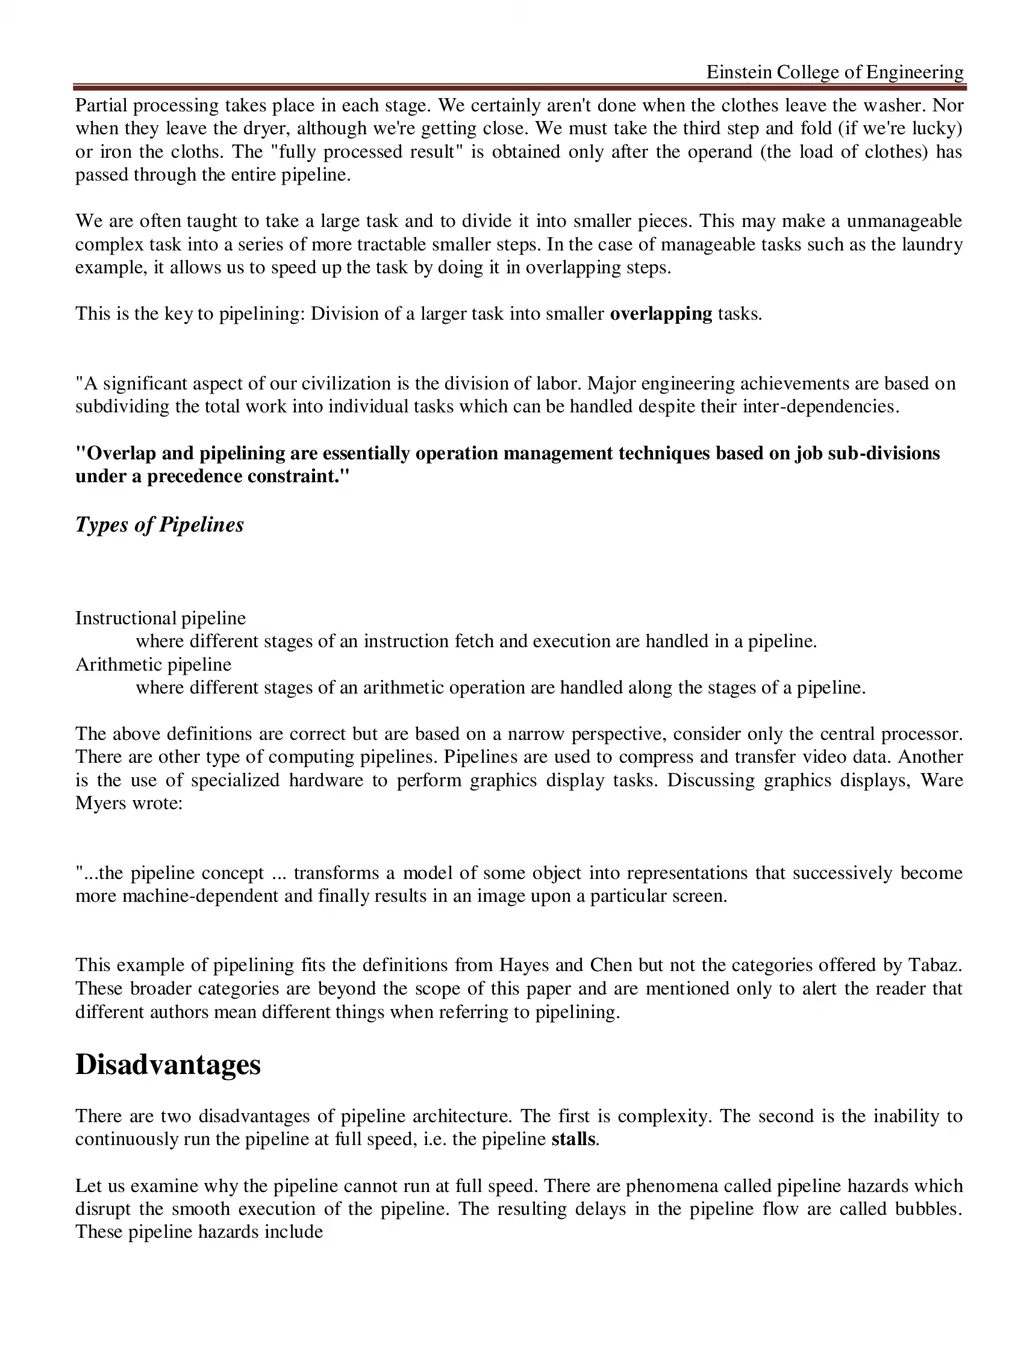 Einstein College of Engineering
Partial processing takes place in each stage. We certainly aren't done when the clothes leave the washer. Nor
when they leave the dryer, although we're getting close. We must take the third step and fold (if we're lucky)
or iron the cloths. The "fully processed result" is obtained only after the operand (the load of clothes) has
passed through the entire pipeline.
We are often taught to take a large task and to divide it into smaller pieces. This may make a unmanageable
complex task into a series of more tractable smaller steps. In the case of manageable tasks such as the laundry
example, it allows us to speed up the task by doing it in overlapping steps.
This is the key to pipelining: Division of a larger task into smaller overlapping tasks.
"A significant aspect of our civilization is the division of labor. Major engineering achievements are based on
subdividing the total work into individual tasks which can be handled despite their inter-dependencies.
"Overlap and pipelining are essentially operation management techniques based on job sub-divisions
under a precedence constraint."
Types of Pipelines
Instructional pipeline
where different stages of an instruction fetch and execution are handled in a pipeline.
Arithmetic pipeline
where different stages of an arithmetic operation are handled along the stages of a pipeline.
The above definitions are correct but are based on a narrow perspective, consider only the central processor.
There are other type of computing pipelines. Pipelines are used to compress and transfer video data. Another
is the use of specialized hardware to perform graphics display tasks. Discussing graphics displays, Ware
Myers wrote:
"...the pipeline concept ... transforms a model of some object into representations that successively become
more machine-dependent and finally results in an image upon a particular screen.
This example of pipelining fits the definitions from Hayes and Chen but not the categories offered by Tabaz.
These broader categories are beyond the scope of this paper and are mentioned only to alert the reader that
different authors mean different things when referring to pipelining.
Disadvantages
There are two disadvantages of pipeline architecture. The first is complexity. The second is the inability to
continuously run the pipeline at full speed, i.e. the pipeline stalls.
Let us examine why the pipeline cannot run at full speed. There are phenomena called pipeline hazards which
disrupt the smooth execution of the pipeline. The resulting delays in the pipeline flow are called bubbles.
These pipeline hazards include